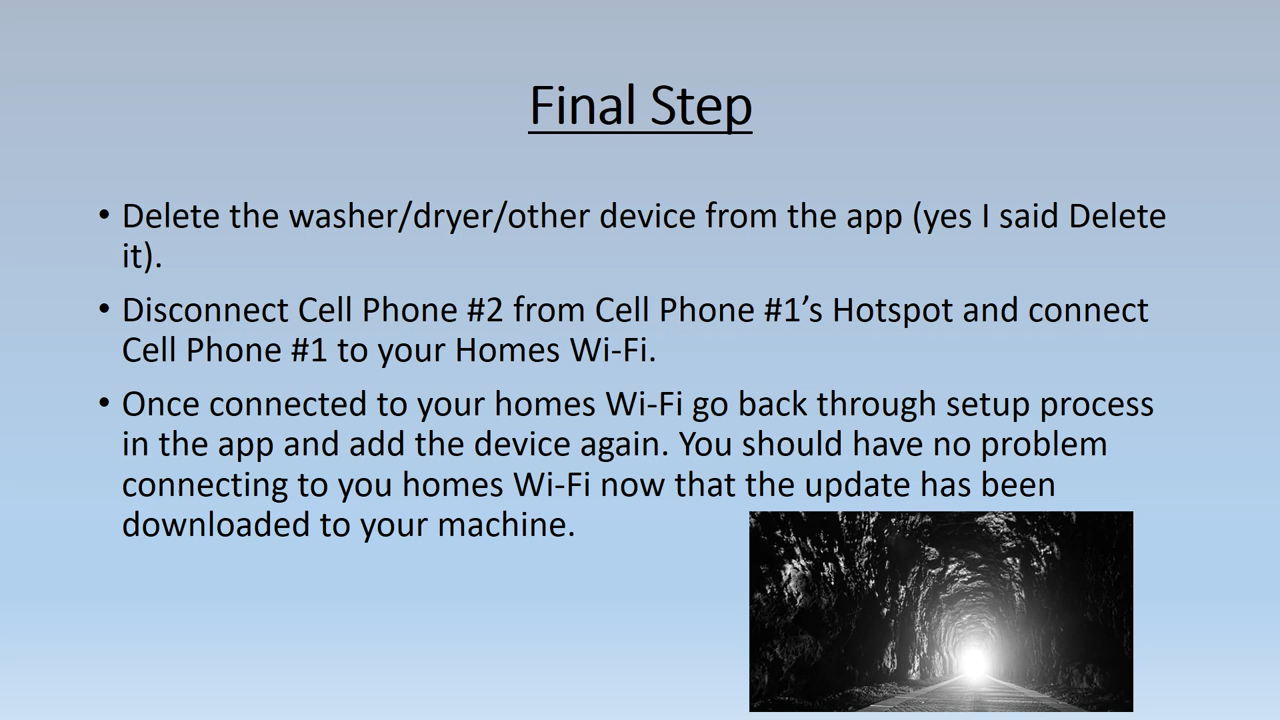 Final Step
• Delete the washer/dryer/other device from the app (yes I said Delete
it).
• Disconnect Cell Phone #2 from Cell Phone #1’s Hotspot and connect
Cell Phone #1 to your Homes Wi-Fi.
• Once connected to your homes Wi-Fi go back through setup process
in the app and add the device again. You should have no problem
connecting to you homes Wi-Fi now that the update has been
downloaded to your machine.